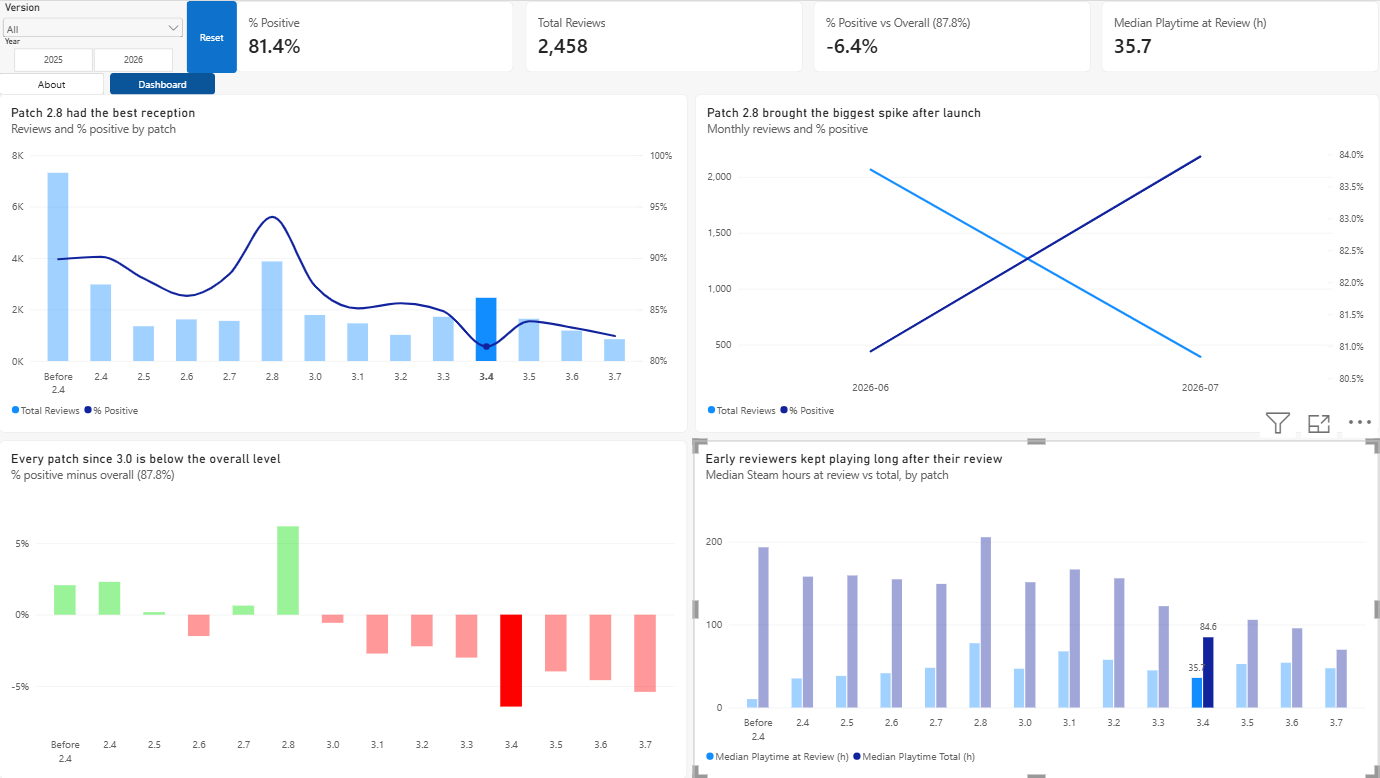 Version
All
Year
2025 2026
Reset
About Dashboard
% Positive
81.4%
Total Reviews
2,458
% Positive vs Overall (87.8%)
-6.4%
Median Playtime at Review (h)
35.7
Patch 2.8 had the best reception
Reviews and % positive by patch
8K
6K
4K
2K
0K
100%
95%
90%
85%
80%
Before 2.4 2.4 2.5 2.6 2.7 2.8 3.0 3.1 3.2 3.3 3.4 3.5 3.6 3.7
Total Reviews % Positive
Patch 2.8 brought the biggest spike after launch
Monthly reviews and % positive
2,000
1,500
1,000
500
84.0%
83.5%
83.0%
82.5%
82.0%
81.5%
81.0%
80.5%
2026-06 2026-07
Total Reviews % Positive
Every patch since 3.0 is below the overall level
% positive minus overall (87.8%)
5%
0%
-5%
Before 2.4 2.4 2.5 2.6 2.7 2.8 3.0 3.1 3.2 3.3 3.4 3.5 3.6 3.7
Early reviewers kept playing long after their review
Median Steam hours at review vs total, by patch
200
100
0
84.6
35.7
Before 2.4 2.4 2.5 2.6 2.7 2.8 3.0 3.1 3.2 3.3 3.4 3.5 3.6 3.7
Median Playtime at Review (h) Median Playtime Total (h)